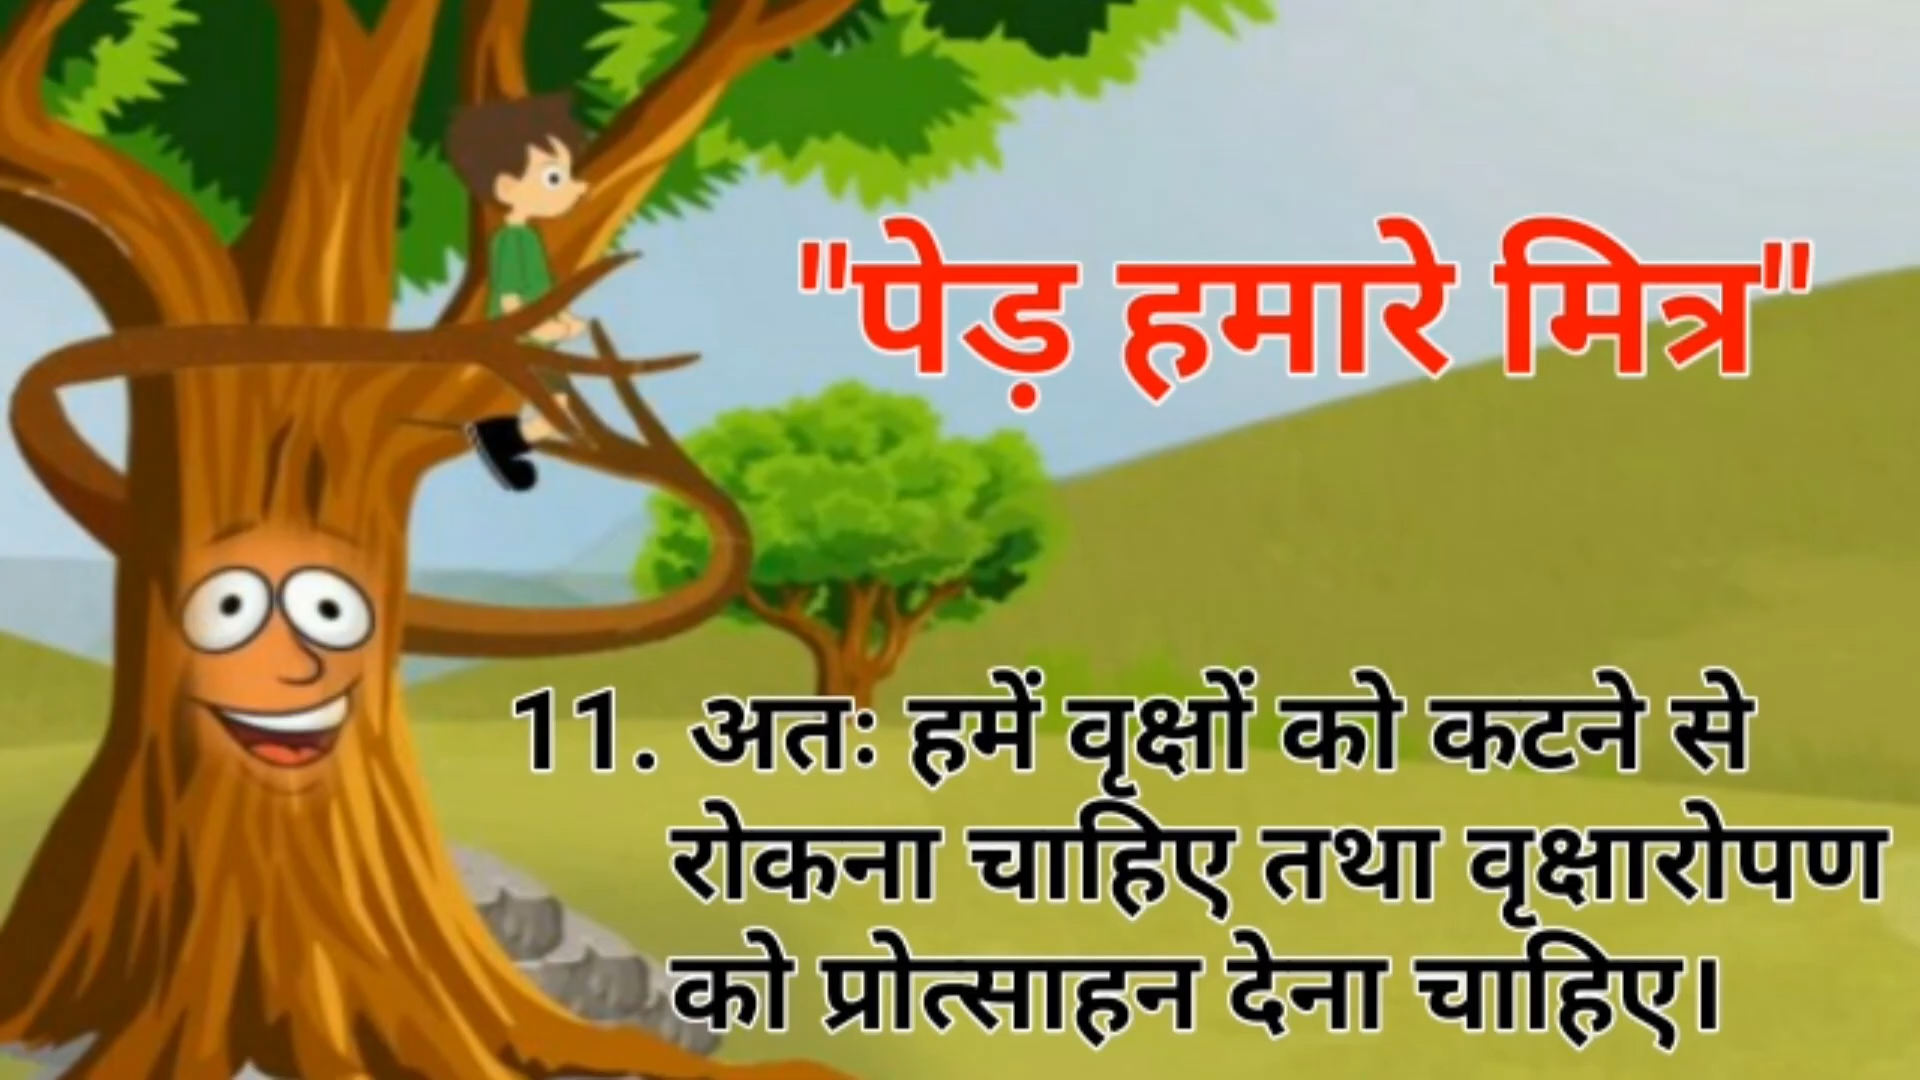 "पेड़ हमारे मित्र"
11. अतः हमें वृक्षों को कटने से
रोकना चाहिए तथा वृक्षारोपण
को प्रोत्साहन देना चाहिए।